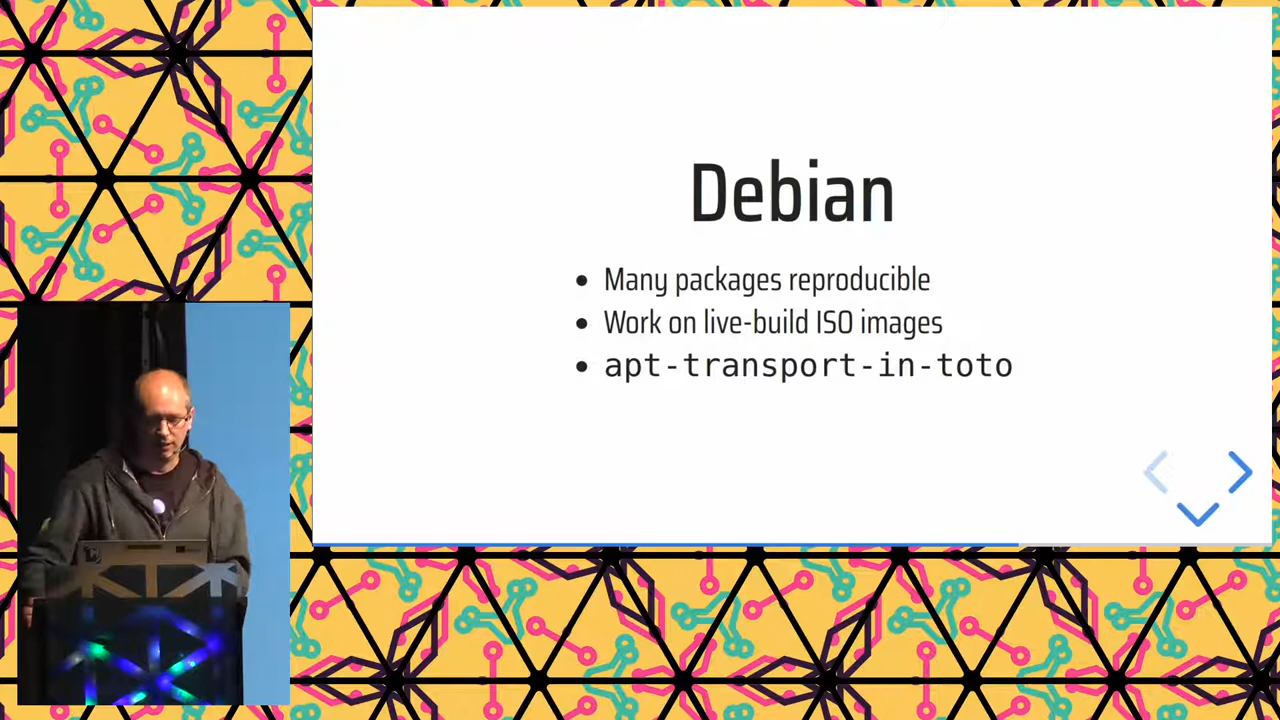 Debian
Many packages reproducible
Work on live-build ISO images
apt-transport-in-toto